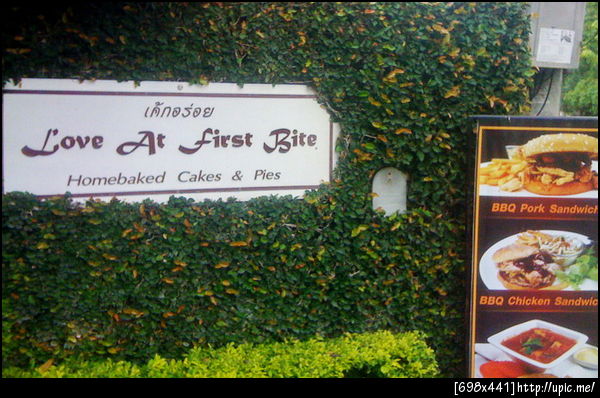 เค้กอร่อย
Love At First Bite
Homebaked Cakes & Pies
BBQ Pork Sandwich
BBQ Chicken Sandwich
[698x441]http://upic.me/